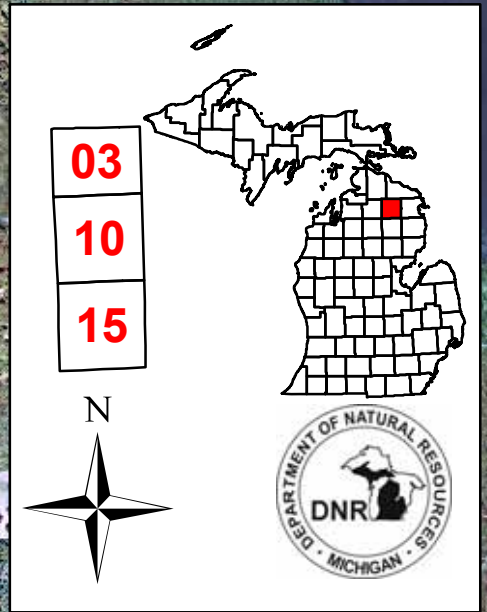 03
10
15
N
DEPARTMENT OF NATURAL RESOURCES
DNR
MICHIGAN